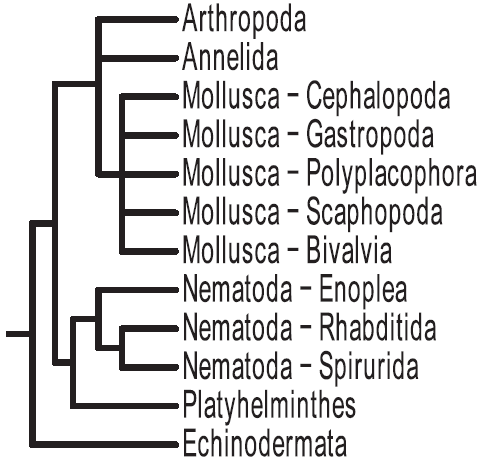 Arthropoda
Annelida
Mollusca – Cephalopoda
Mollusca – Gastropoda
Mollusca – Polyplacophora
Mollusca – Scaphopoda
Mollusca – Bivalvia
Nematoda – Enoplea
Nematoda – Rhabditida
Nematoda – Spirurida
Platyhelminthes
Echinodermata